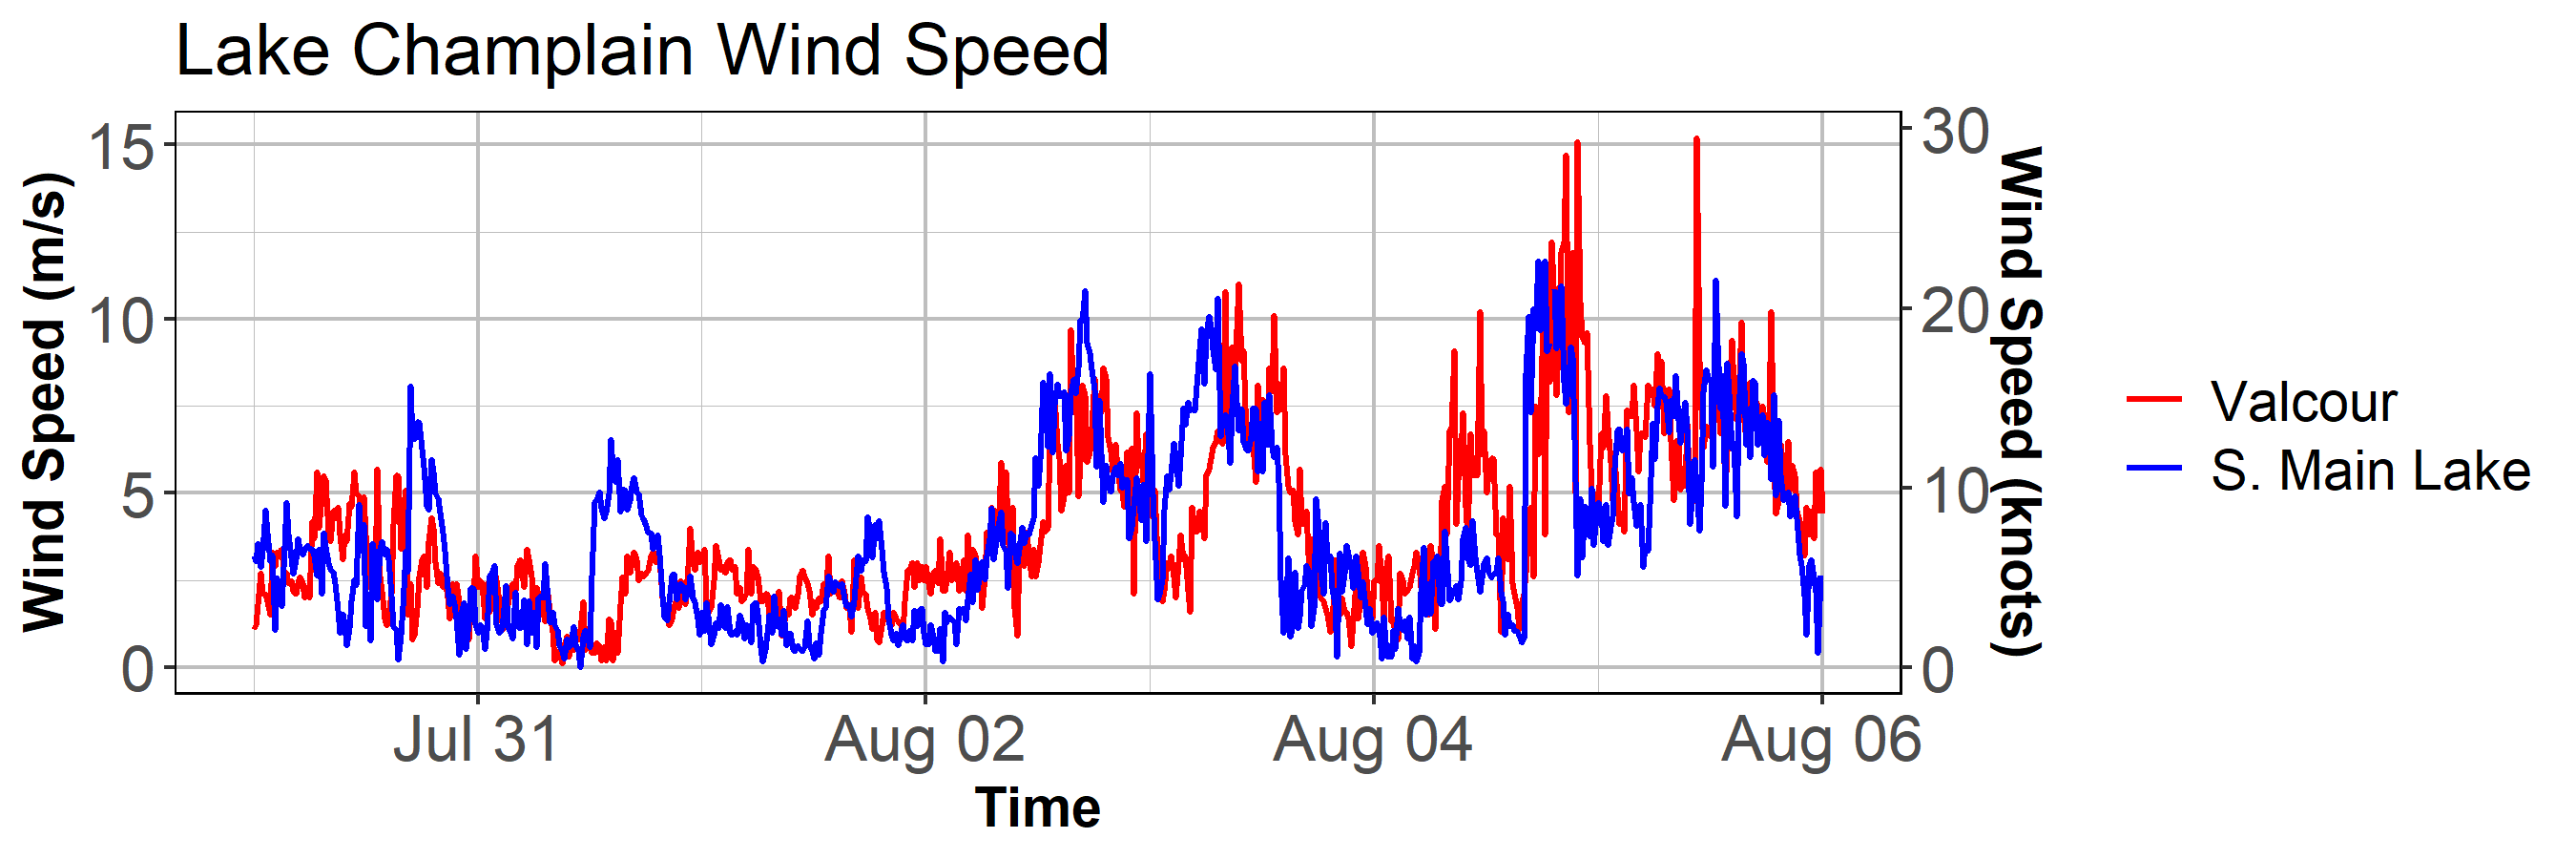 Lake Champlain Wind Speed
Wind Speed (m/s)
15
10
5
0
30
20
10
0
Wind Speed (knots)
Jul 31
Aug 02
Aug 04
Aug 06
Time
Valcour
S. Main Lake